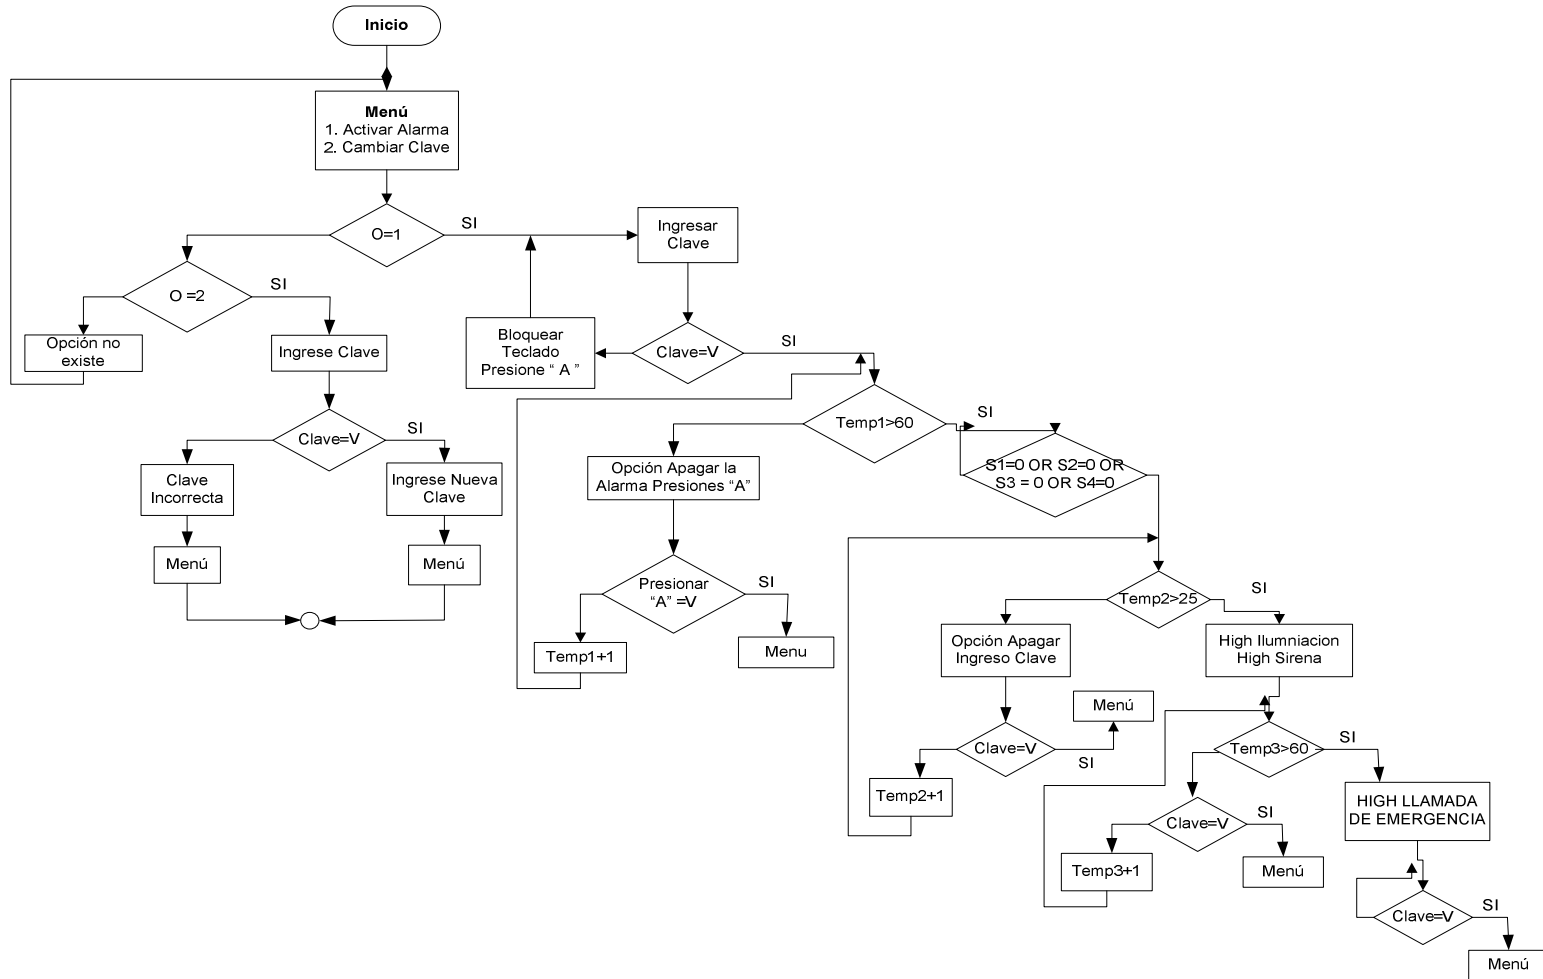 Inicio
Menú
1. Activar Alarma
2. Cambiar Clave
O=1
SI
Ingresar
Clave
O =2
SI
Opción no
existe
Ingrese Clave
Bloquear
Teclado
Presione “ A ”
Clave=V
SI
Clave=V
SI
Temp1>60
SI
Clave
Incorrecta
Ingrese Nueva
Clave
Opción Apagar la
Alarma Presiones “A”
S1=0 OR S2=0 OR
S3 = 0 OR S4=0
Menú
Menú
Presionar
“A” =V
SI
Temp1+1
Menu
Temp2>25
SI
Opción Apagar
Ingreso Clave
High Ilumniacion
High Sirena
Menú
Clave=V
SI
Temp3>60
SI
Temp2+1
HIGH LLAMADA
DE EMERGENCIA
Clave=V
SI
Temp3+1
Menú
Clave=V
SI
Menú